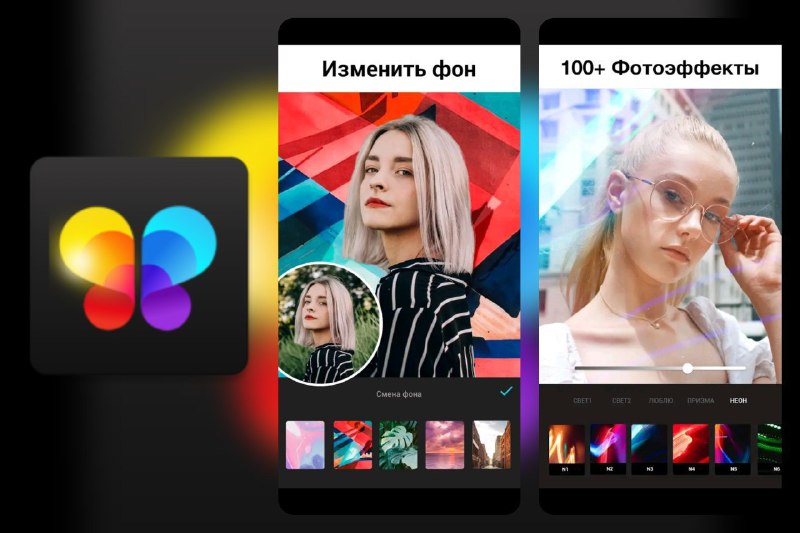 Изменить фон
Смена фона
100+ Фотоэффекты
СВЕТ1 СВЕТ2 ЛЮБЛЮ ПРИЗМА НЕОН
N1 N2 N3 N4 N5 N6